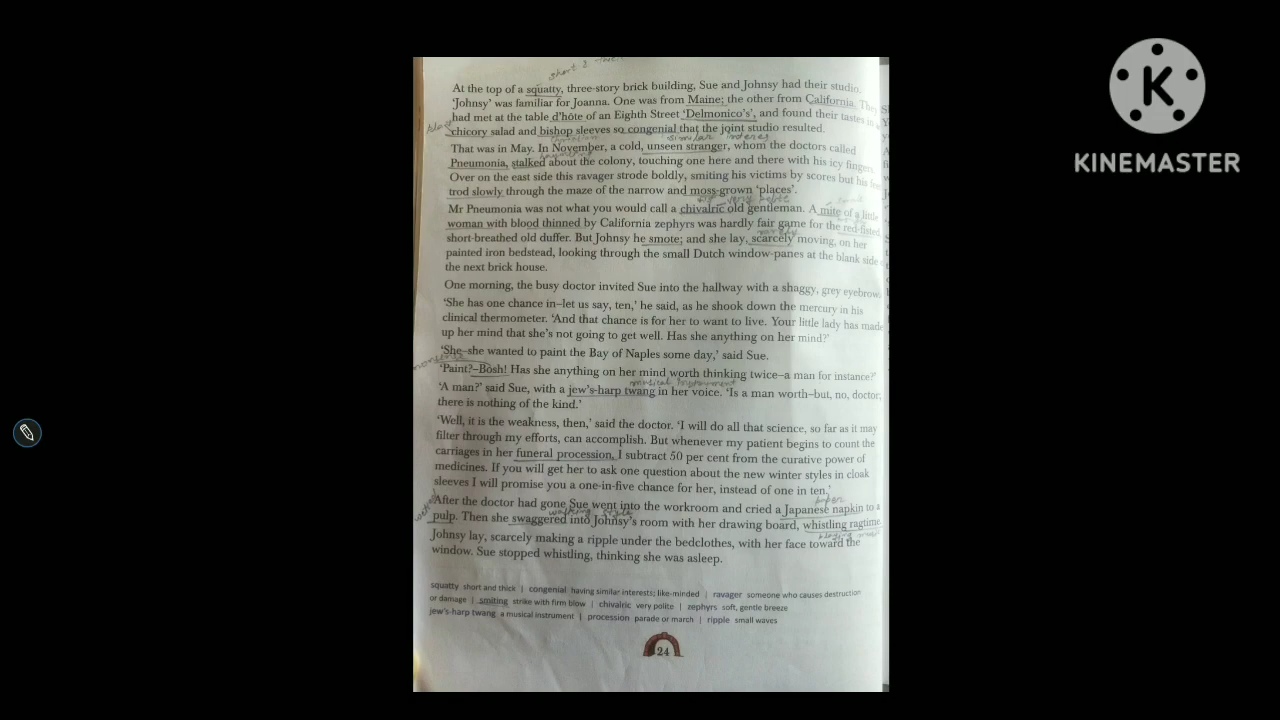 short &
At the top of a squatty, three-story brick building, Sue and Johnsy had their studio.
'Johnsy' was familiar for Joanna. One was from Maine; the other from California. They
had met at the table d'hôte of an Eighth Street 'Delmonico's', and found their tastes in
chicory salad and bishop sleeves so congenial that the joint studio resulted.
similar interes
That was in May. In November, a cold, unseen stranger, whom the doctors called
Pneumonia, stalked about the colony, touching one here and there with his icy fingers.
Over on the east side this ravager strode boldly, smiting his victims by scores but his feet
trod slowly through the maze of the narrow and moss-grown 'places'.
very polite
Mr Pneumonia was not what you would call a chivalric old gentleman. A mite of a little
woman with blood thinned by California zephyrs was hardly fair game for the red-fisted,
short-breathed old duffer. But Johnsy he smote; and she lay, scarcely moving, on her
painted iron bedstead, looking through the small Dutch window-panes at the blank side
the next brick house.
One morning, the busy doctor invited Sue into the hallway with a shaggy, grey eyebrow.
'She has one chance in–let us say, ten,' he said, as he shook down the mercury in his
clinical thermometer. 'And that chance is for her to want to live. Your little lady has made
up her mind that she's not going to get well. Has she anything on her mind?'
'She–she wanted to paint the Bay of Naples some day,' said Sue.
nonsense
'Paint?–Bosh! Has she anything on her mind worth thinking twice–a man for instance?'
musical instrument
'A man?' said Sue, with a jew's-harp twang in her voice. 'Is a man worth–but, no, doctor,
there is nothing of the kind.'
'Well, it is the weakness, then,' said the doctor. 'I will do all that science, so far as it may
filter through my efforts, can accomplish. But whenever my patient begins to count the
carriages in her funeral procession, I subtract 50 per cent from the curative power of
medicines. If you will get her to ask one question about the new winter styles in cloak
sleeves I will promise you a one-in-five chance for her, instead of one in ten.'
paper
After the doctor had gone Sue went into the workroom and cried a Japanese napkin to a
walking style
pulp. Then she swaggered into Johnsy's room with her drawing board, whistling ragtime.
Johnsy lay, scarcely making a ripple under the bedclothes, with her face toward the
window. Sue stopped whistling, thinking she was asleep.
squatty short and thick | congenial having similar interests; like-minded | ravager someone who causes destruction
or damage | smiting strike with firm blow | chivalric very polite | zephyrs soft, gentle breeze
jew's-harp twang a musical instrument | procession parade or march | ripple small waves
24
KINEMASTER